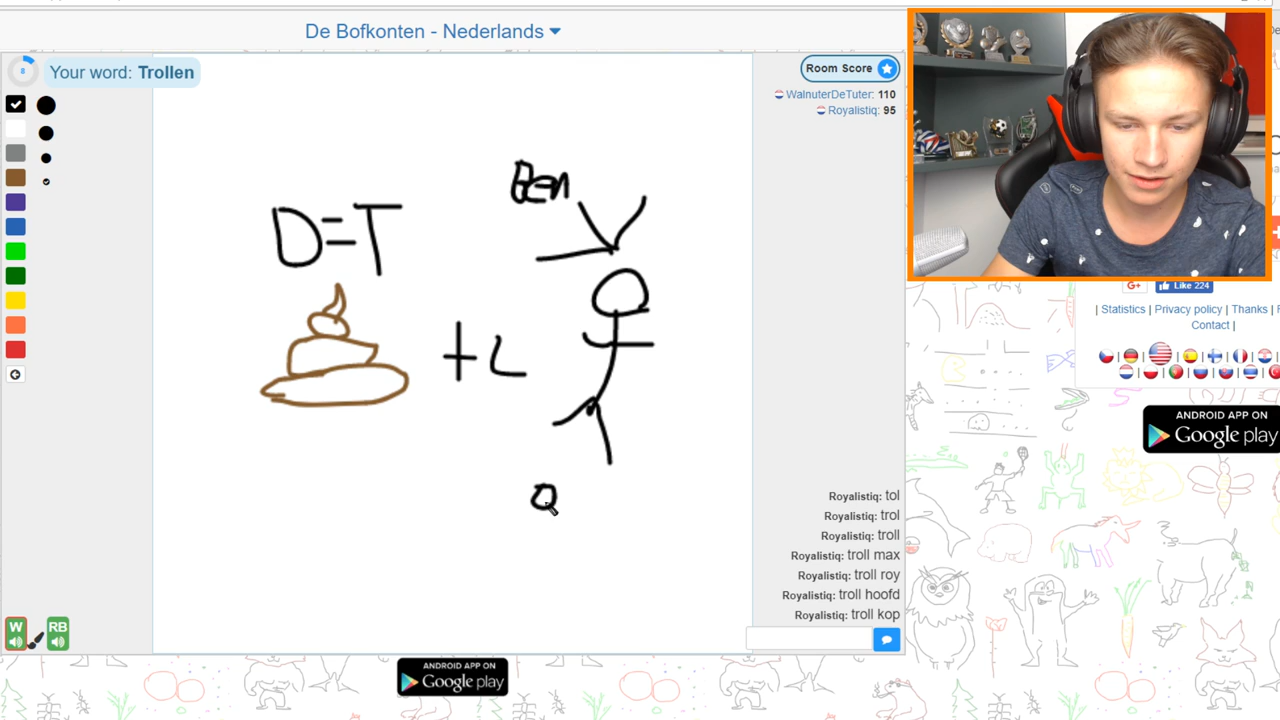 De Bofkonten - Nederlands
8
Your word: Trollen
Room Score
WalnuterDeTuter: 110
Royalistiq: 95
Een
D=T
+L
Royalistiq: tol
Royalistiq: trol
Royalistiq: troll
Royalistiq: troll max
Royalistiq: troll roy
Royalistiq: troll hoofd
Royalistiq: troll kop
W
RB
G+
Like 224
| Statistics | Privacy policy | Thanks |
Contact |
ANDROID APP ON
Google play
ANDROID APP ON
Google play